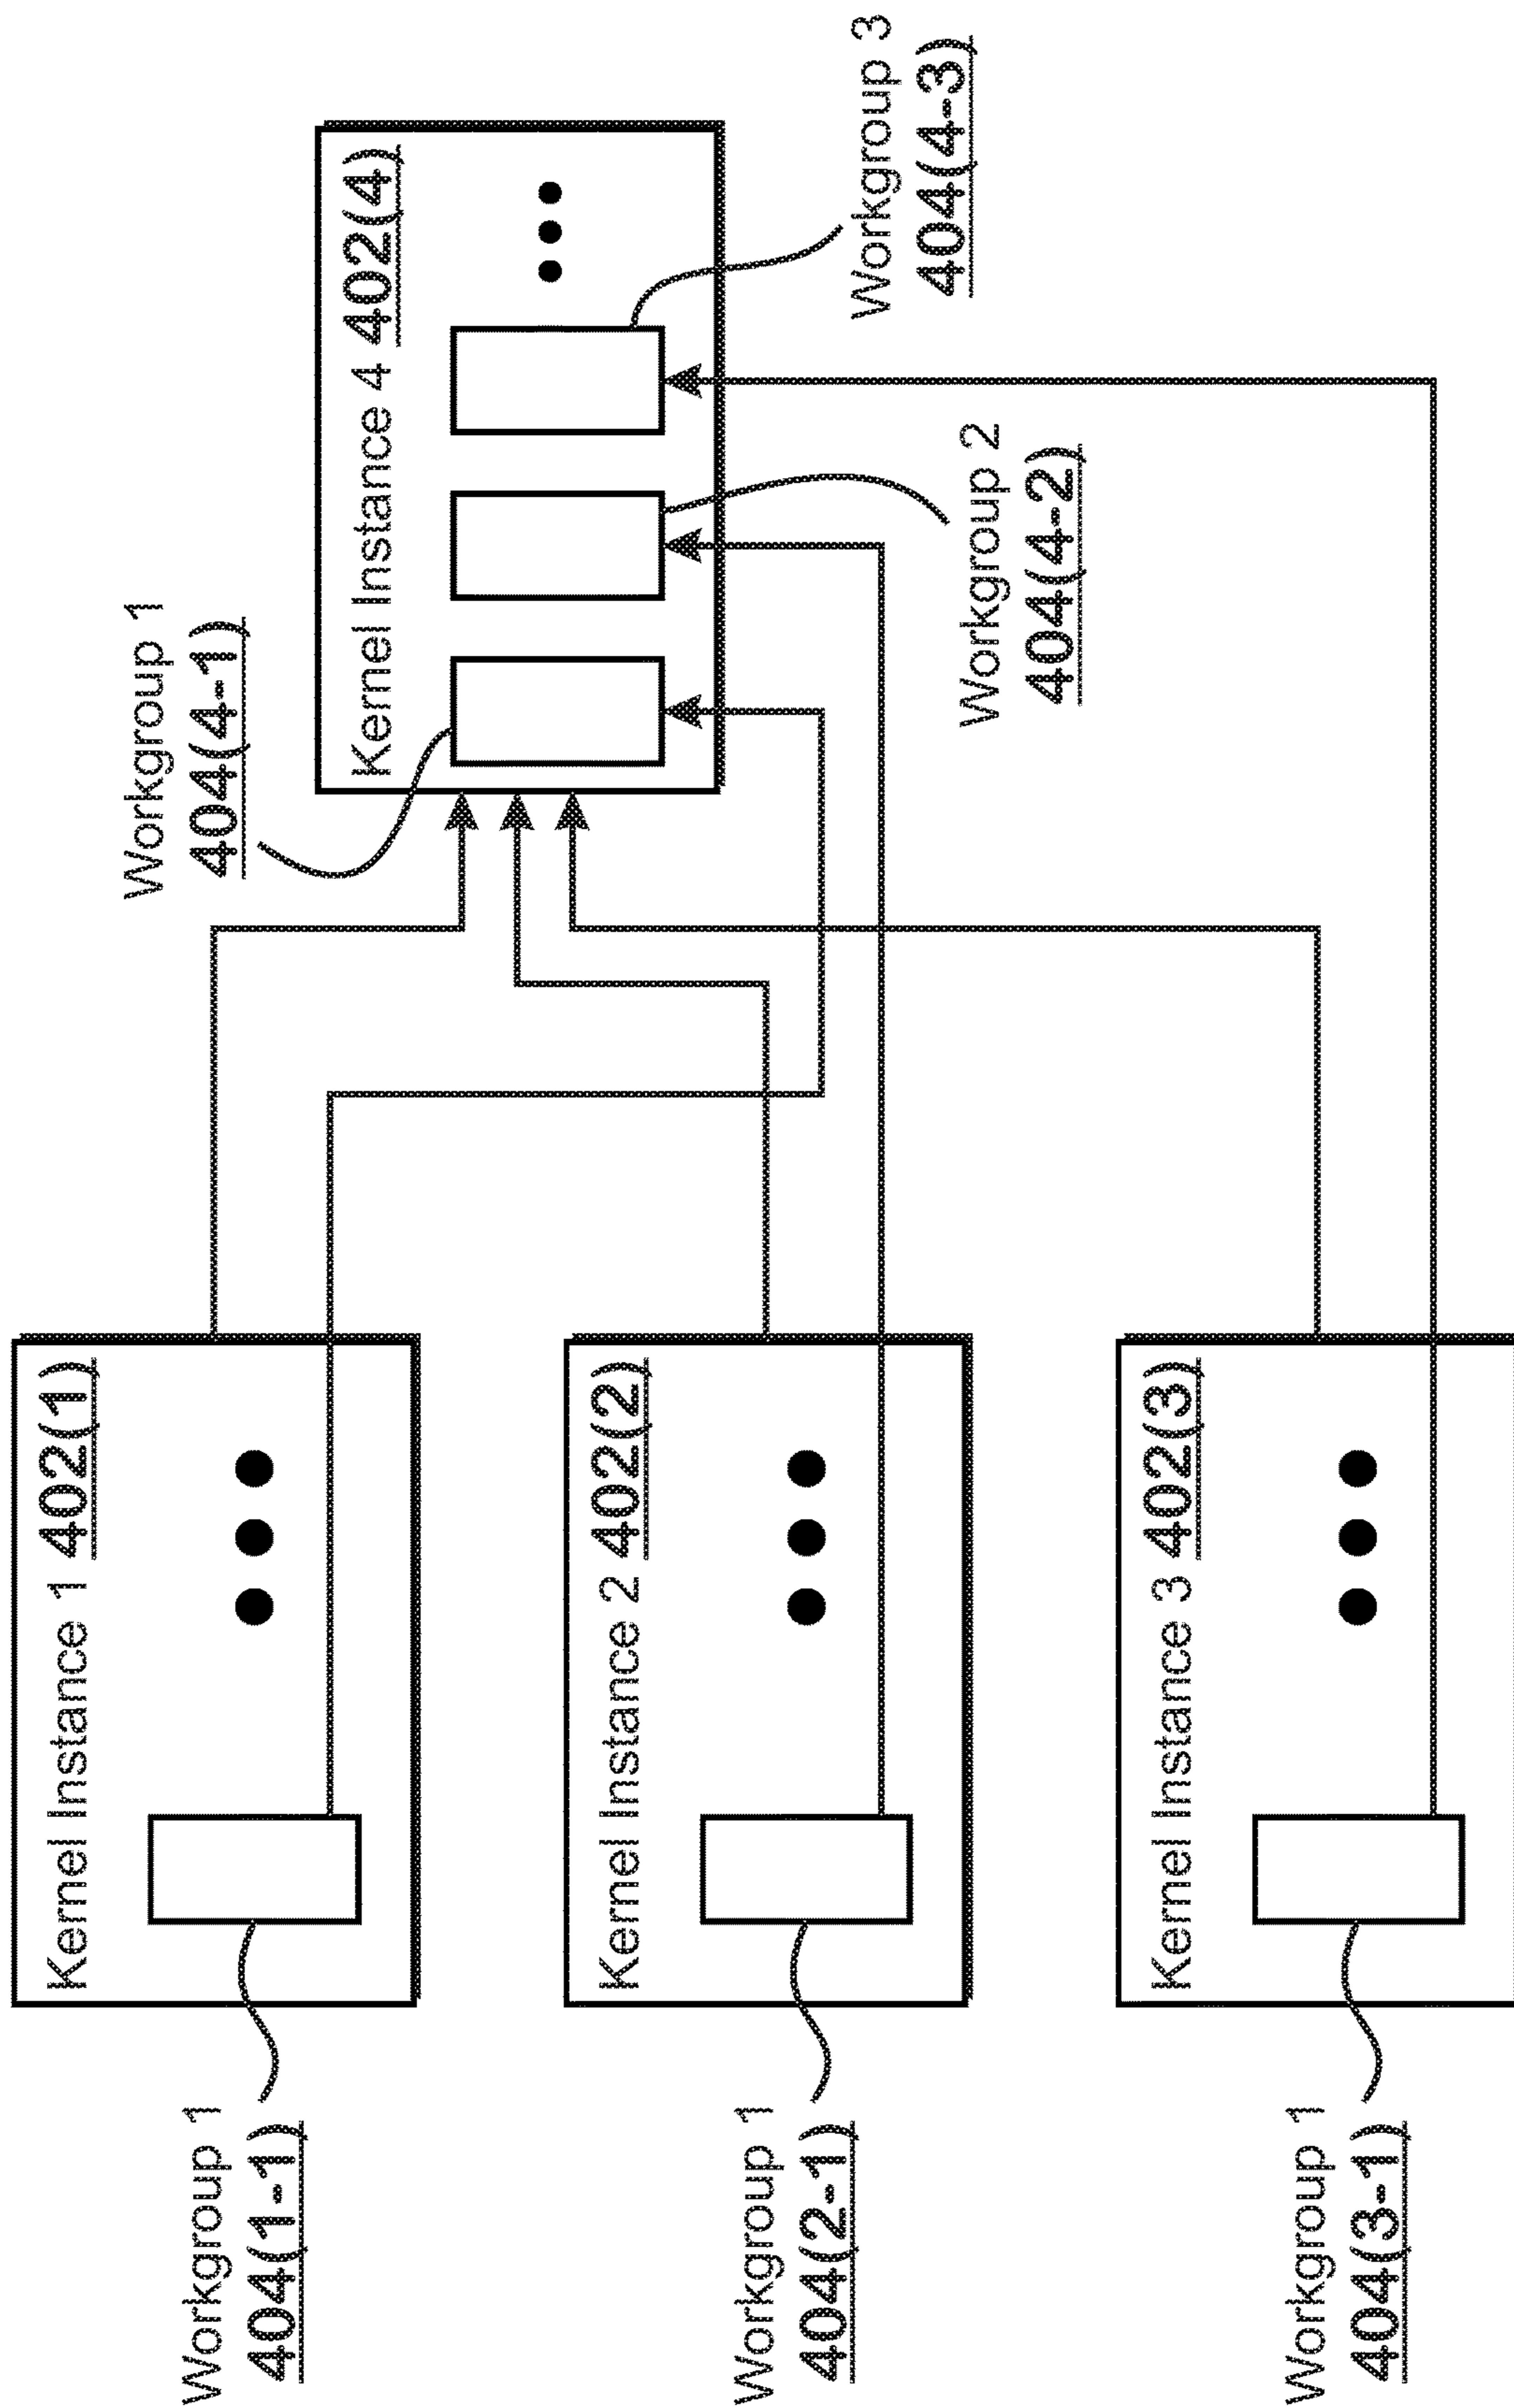 Kernel Instance 1 402(1)
Workgroup 1
404(1-1)
Kernel Instance 2 402(2)
Workgroup 1
404(2-1)
Kernel Instance 3 402(3)
Workgroup 1
404(3-1)
Workgroup 1
404(4-1)
Kernel Instance 4 402(4)
Workgroup 2
404(4-2)
Workgroup 3
404(4-3)